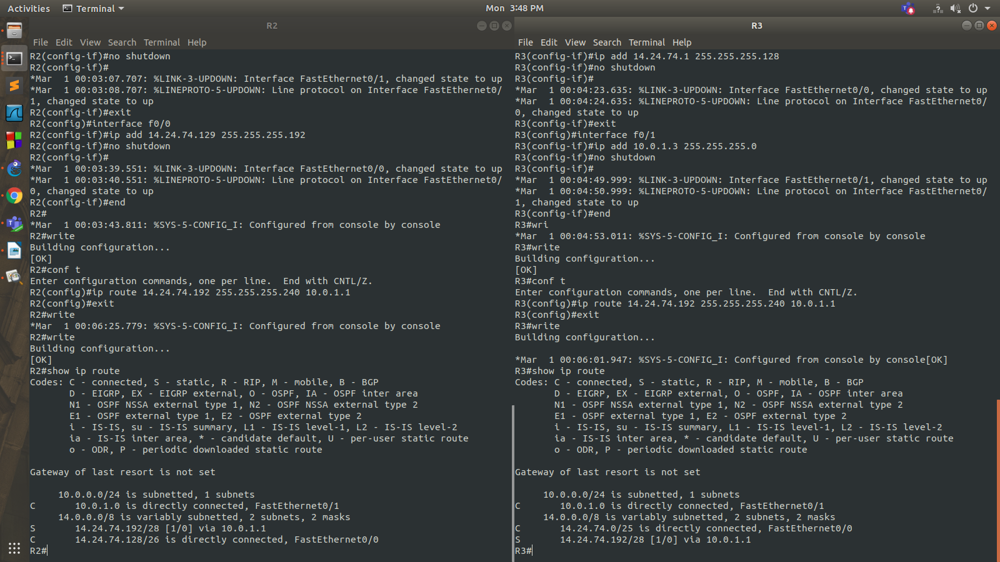 Activities
Terminal
Mon 3:48 PM
R2
File Edit View Search Terminal Help
R2(config-if)#no shutdown
R2(config-if)#
*Mar  1 00:03:07.707: %LINK-3-UPDOWN: Interface FastEthernet0/1, changed state to up
*Mar  1 00:03:08.707: %LINEPROTO-5-UPDOWN: Line protocol on Interface FastEthernet0/
1, changed state to up
R2(config-if)#exit
R2(config)#interface f0/0
R2(config-if)#ip add 14.24.74.129 255.255.255.192
R2(config-if)#no shutdown
R2(config-if)#
*Mar  1 00:03:39.551: %LINK-3-UPDOWN: Interface FastEthernet0/0, changed state to up
*Mar  1 00:03:40.551: %LINEPROTO-5-UPDOWN: Line protocol on Interface FastEthernet0/
0, changed state to up
R2(config-if)#end
R2#
*Mar  1 00:03:43.811: %SYS-5-CONFIG_I: Configured from console by console
R2#write
Building configuration...
[OK]
R2#conf t
Enter configuration commands, one per line.  End with CNTL/Z.
R2(config)#ip route 14.24.74.192 255.255.255.240 10.0.1.1
R2(config)#exit
R2#write
*Mar  1 00:06:25.779: %SYS-5-CONFIG_I: Configured from console by console
R2#write
Building configuration...
[OK]
R2#show ip route
Codes: C - connected, S - static, R - RIP, M - mobile, B - BGP
D - EIGRP, EX - EIGRP external, O - OSPF, IA - OSPF inter area
N1 - OSPF NSSA external type 1, N2 - OSPF NSSA external type 2
E1 - OSPF external type 1, E2 - OSPF external type 2
i - IS-IS, su - IS-IS summary, L1 - IS-IS level-1, L2 - IS-IS level-2
ia - IS-IS inter area, * - candidate default, U - per-user static route
o - ODR, P - periodic downloaded static route
Gateway of last resort is not set
10.0.0.0/24 is subnetted, 1 subnets
C       10.0.1.0 is directly connected, FastEthernet0/1
14.0.0.0/8 is variably subnetted, 2 subnets, 2 masks
S       14.24.74.192/28 [1/0] via 10.0.1.1
C       14.24.74.128/26 is directly connected, FastEthernet0/0
R2#
R3
File Edit View Search Terminal Help
R3(config-if)#ip add 14.24.74.1 255.255.255.128
R3(config-if)#no shutdown
R3(config-if)#
*Mar  1 00:04:23.635: %LINK-3-UPDOWN: Interface FastEthernet0/0, changed state to up
*Mar  1 00:04:24.635: %LINEPROTO-5-UPDOWN: Line protocol on Interface FastEthernet0/
0, changed state to up
R3(config-if)#exit
R3(config)#interface f0/1
R3(config-if)#ip add 10.0.1.3 255.255.255.0
R3(config-if)#no shutdown
R3(config-if)#
*Mar  1 00:04:49.999: %LINK-3-UPDOWN: Interface FastEthernet0/1, changed state to up
*Mar  1 00:04:50.999: %LINEPROTO-5-UPDOWN: Line protocol on Interface FastEthernet0/
1, changed state to up
R3(config-if)#end
R3#wri
*Mar  1 00:04:53.011: %SYS-5-CONFIG_I: Configured from console by console
R3#write
Building configuration...
[OK]
R3#conf t
Enter configuration commands, one per line.  End with CNTL/Z.
R3(config)#ip route 14.24.74.192 255.255.255.240 10.0.1.1
R3(config)#exit
R3#write
Building configuration...
*Mar  1 00:06:01.947: %SYS-5-CONFIG_I: Configured from console by console[OK]
R3#show ip route
Codes: C - connected, S - static, R - RIP, M - mobile, B - BGP
D - EIGRP, EX - EIGRP external, O - OSPF, IA - OSPF inter area
N1 - OSPF NSSA external type 1, N2 - OSPF NSSA external type 2
E1 - OSPF external type 1, E2 - OSPF external type 2
i - IS-IS, su - IS-IS summary, L1 - IS-IS level-1, L2 - IS-IS level-2
ia - IS-IS inter area, * - candidate default, U - per-user static route
o - ODR, P - periodic downloaded static route
Gateway of last resort is not set
10.0.0.0/24 is subnetted, 1 subnets
C       10.0.1.0 is directly connected, FastEthernet0/1
14.0.0.0/8 is variably subnetted, 2 subnets, 2 masks
C       14.24.74.0/25 is directly connected, FastEthernet0/0
S       14.24.74.192/28 [1/0] via 10.0.1.1
R3#